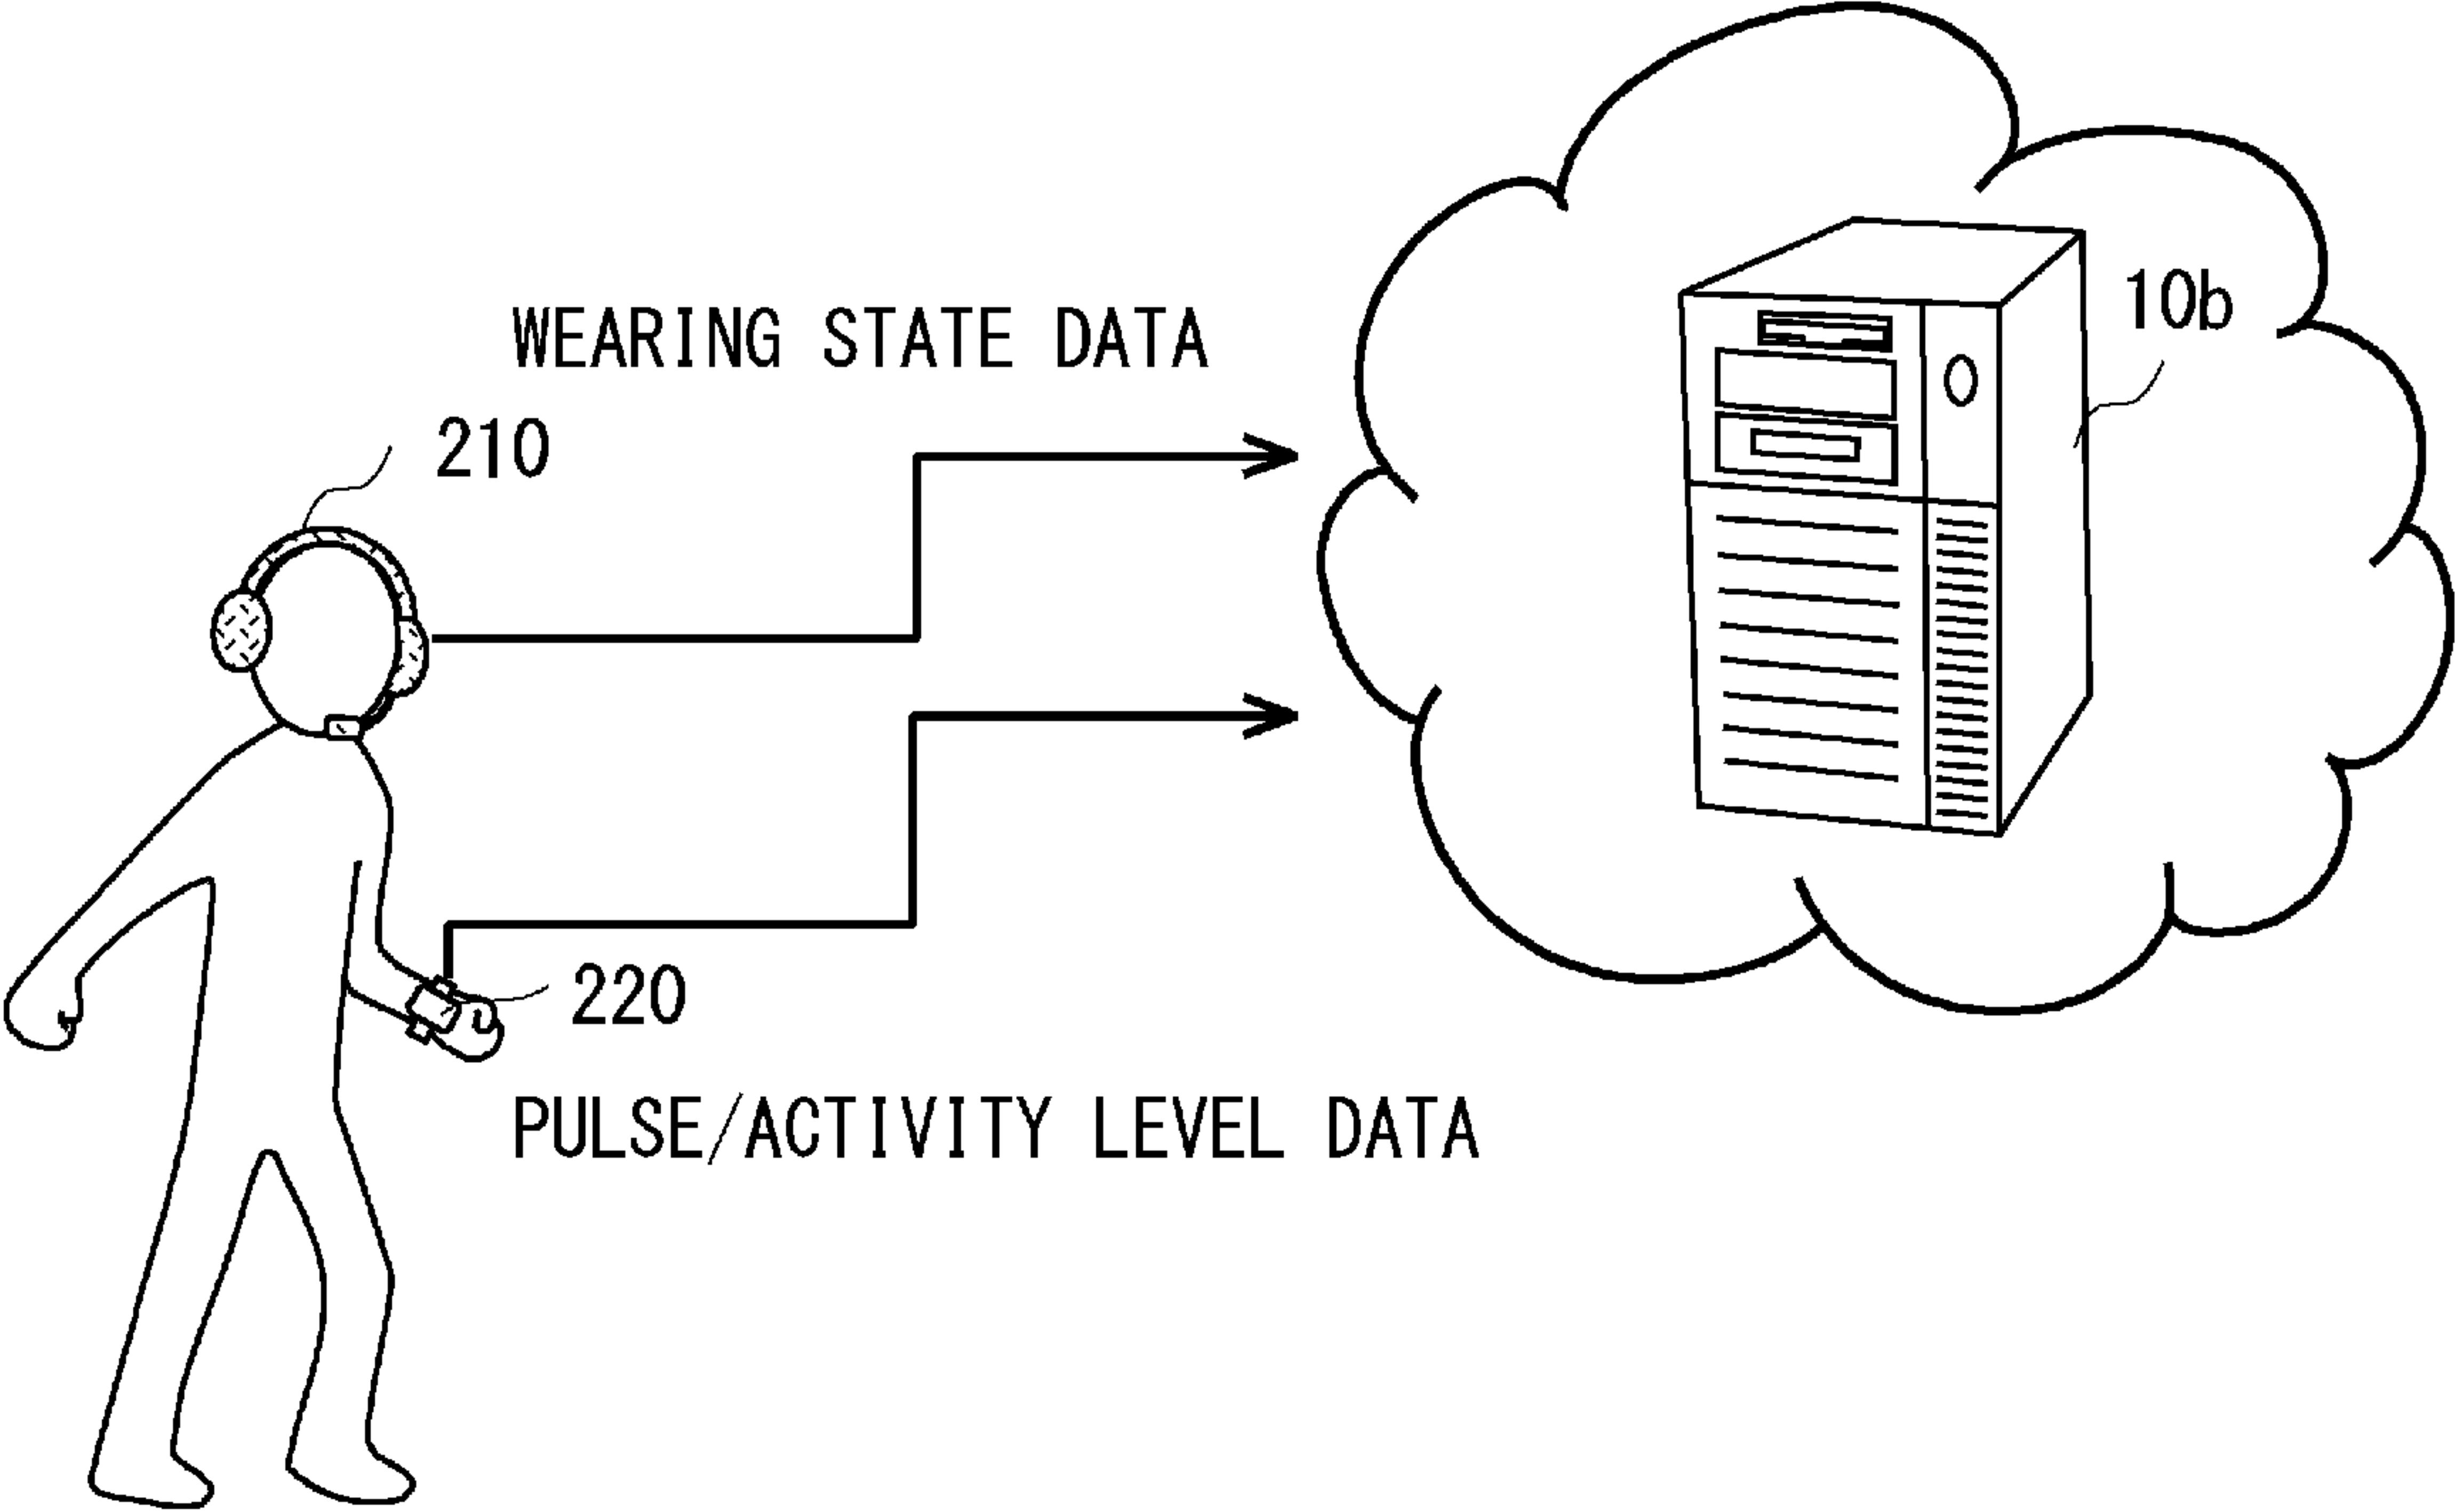 10b
WEARING STATE DATA
210
220
PULSE/ACTIVITY LEVEL DATA